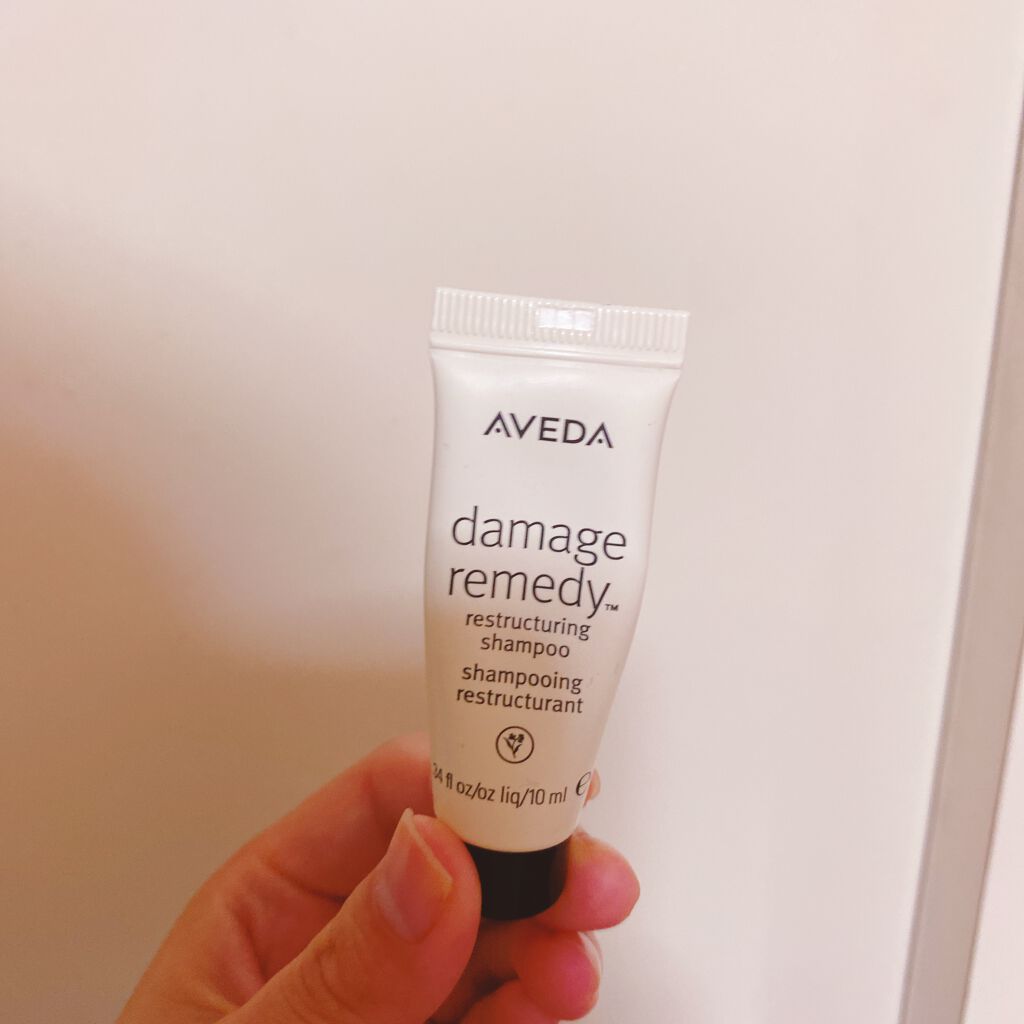 AVEDA
damage
remedy™
restructuring
shampoo
shampooing
restructurant
34 fl oz/oz liq/10 ml ℮